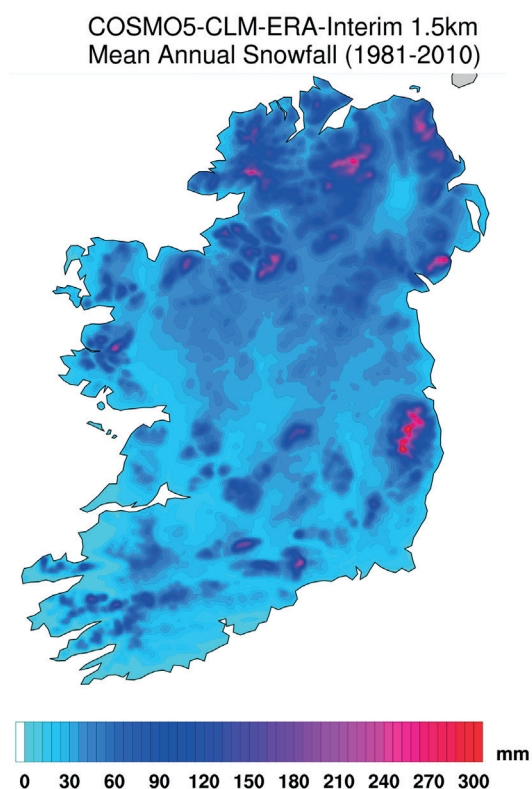 COSMO5-CLM-ERA-Interim 1.5km
Mean Annual Snowfall (1981-2010)
mm
0 30 60 90 120 150 180 210 240 270 300